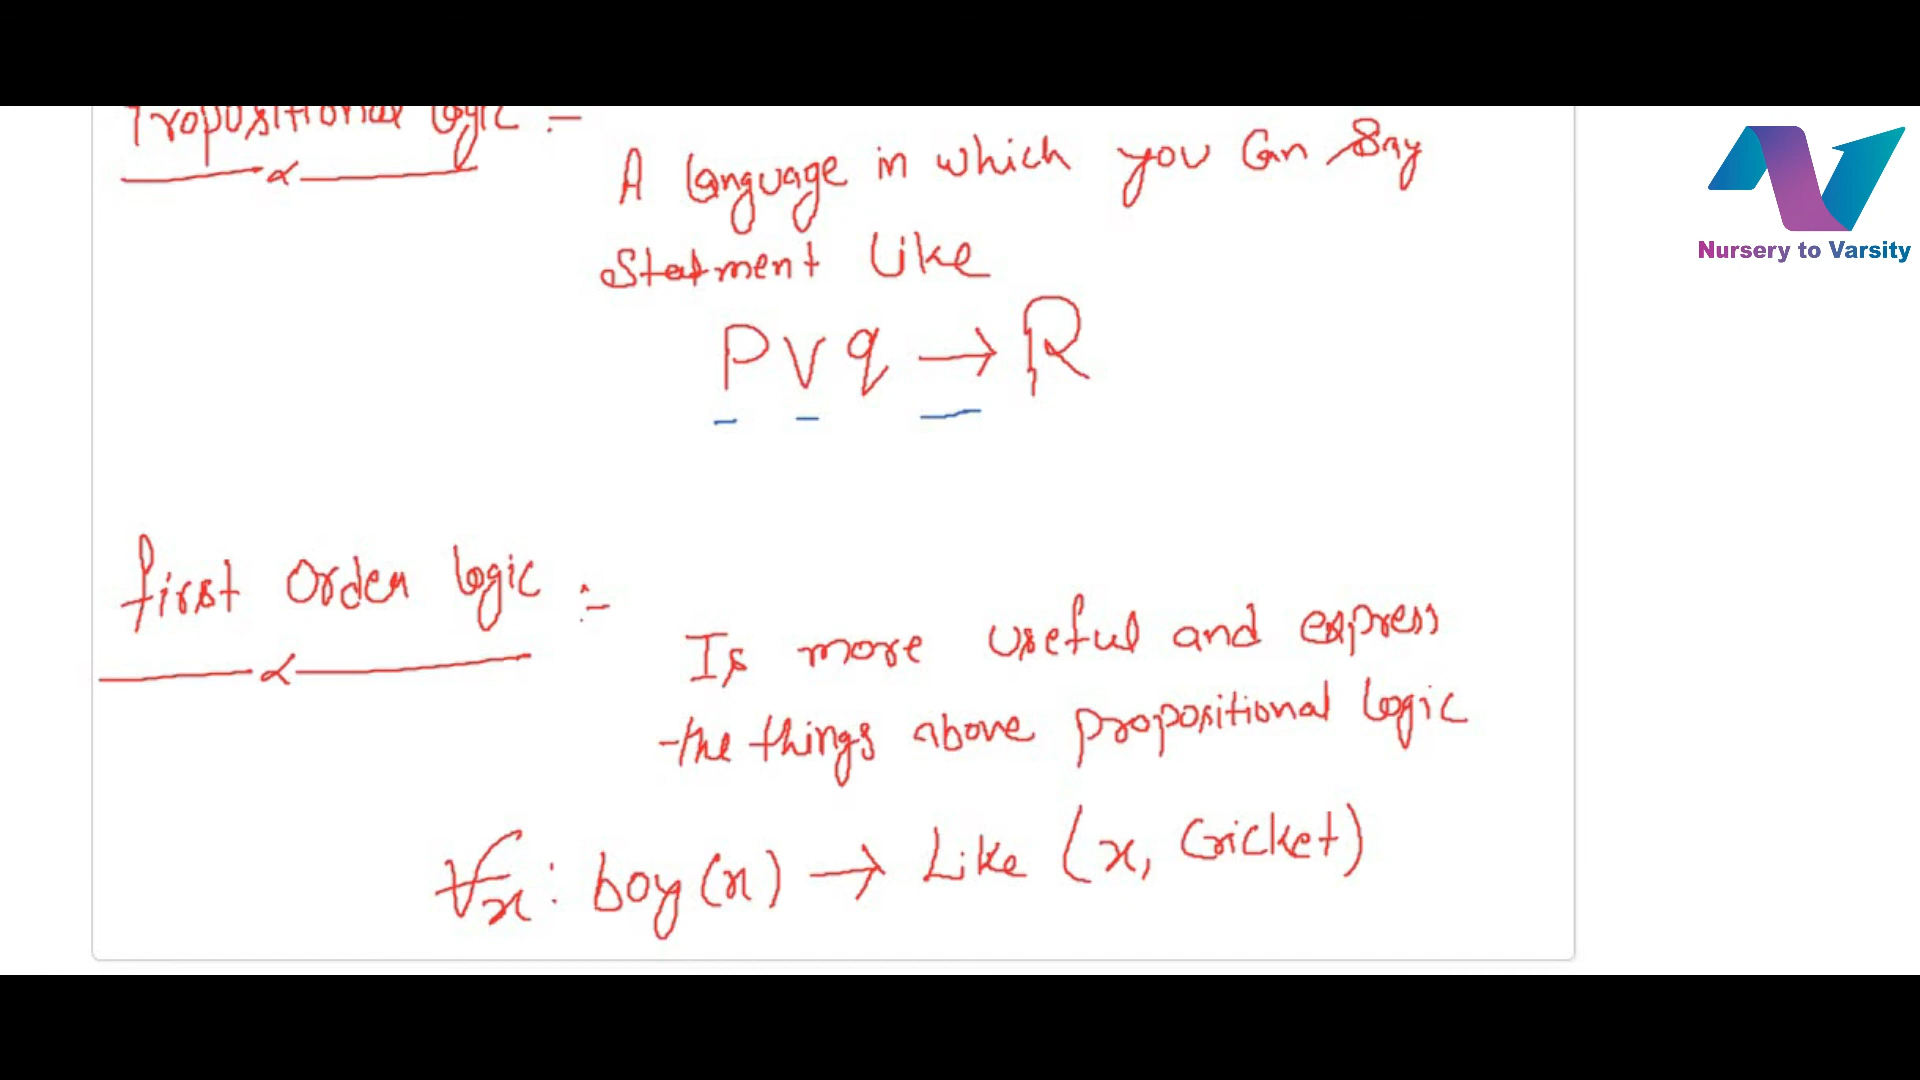 Propositional logic :-
A language in which you Can Say
Statment Like
P V q → R
first Order logic :-
Is more useful and express
the things above propositional logic
∀x : boy(x) → Like (x, Cricket)
Nursery to Varsity